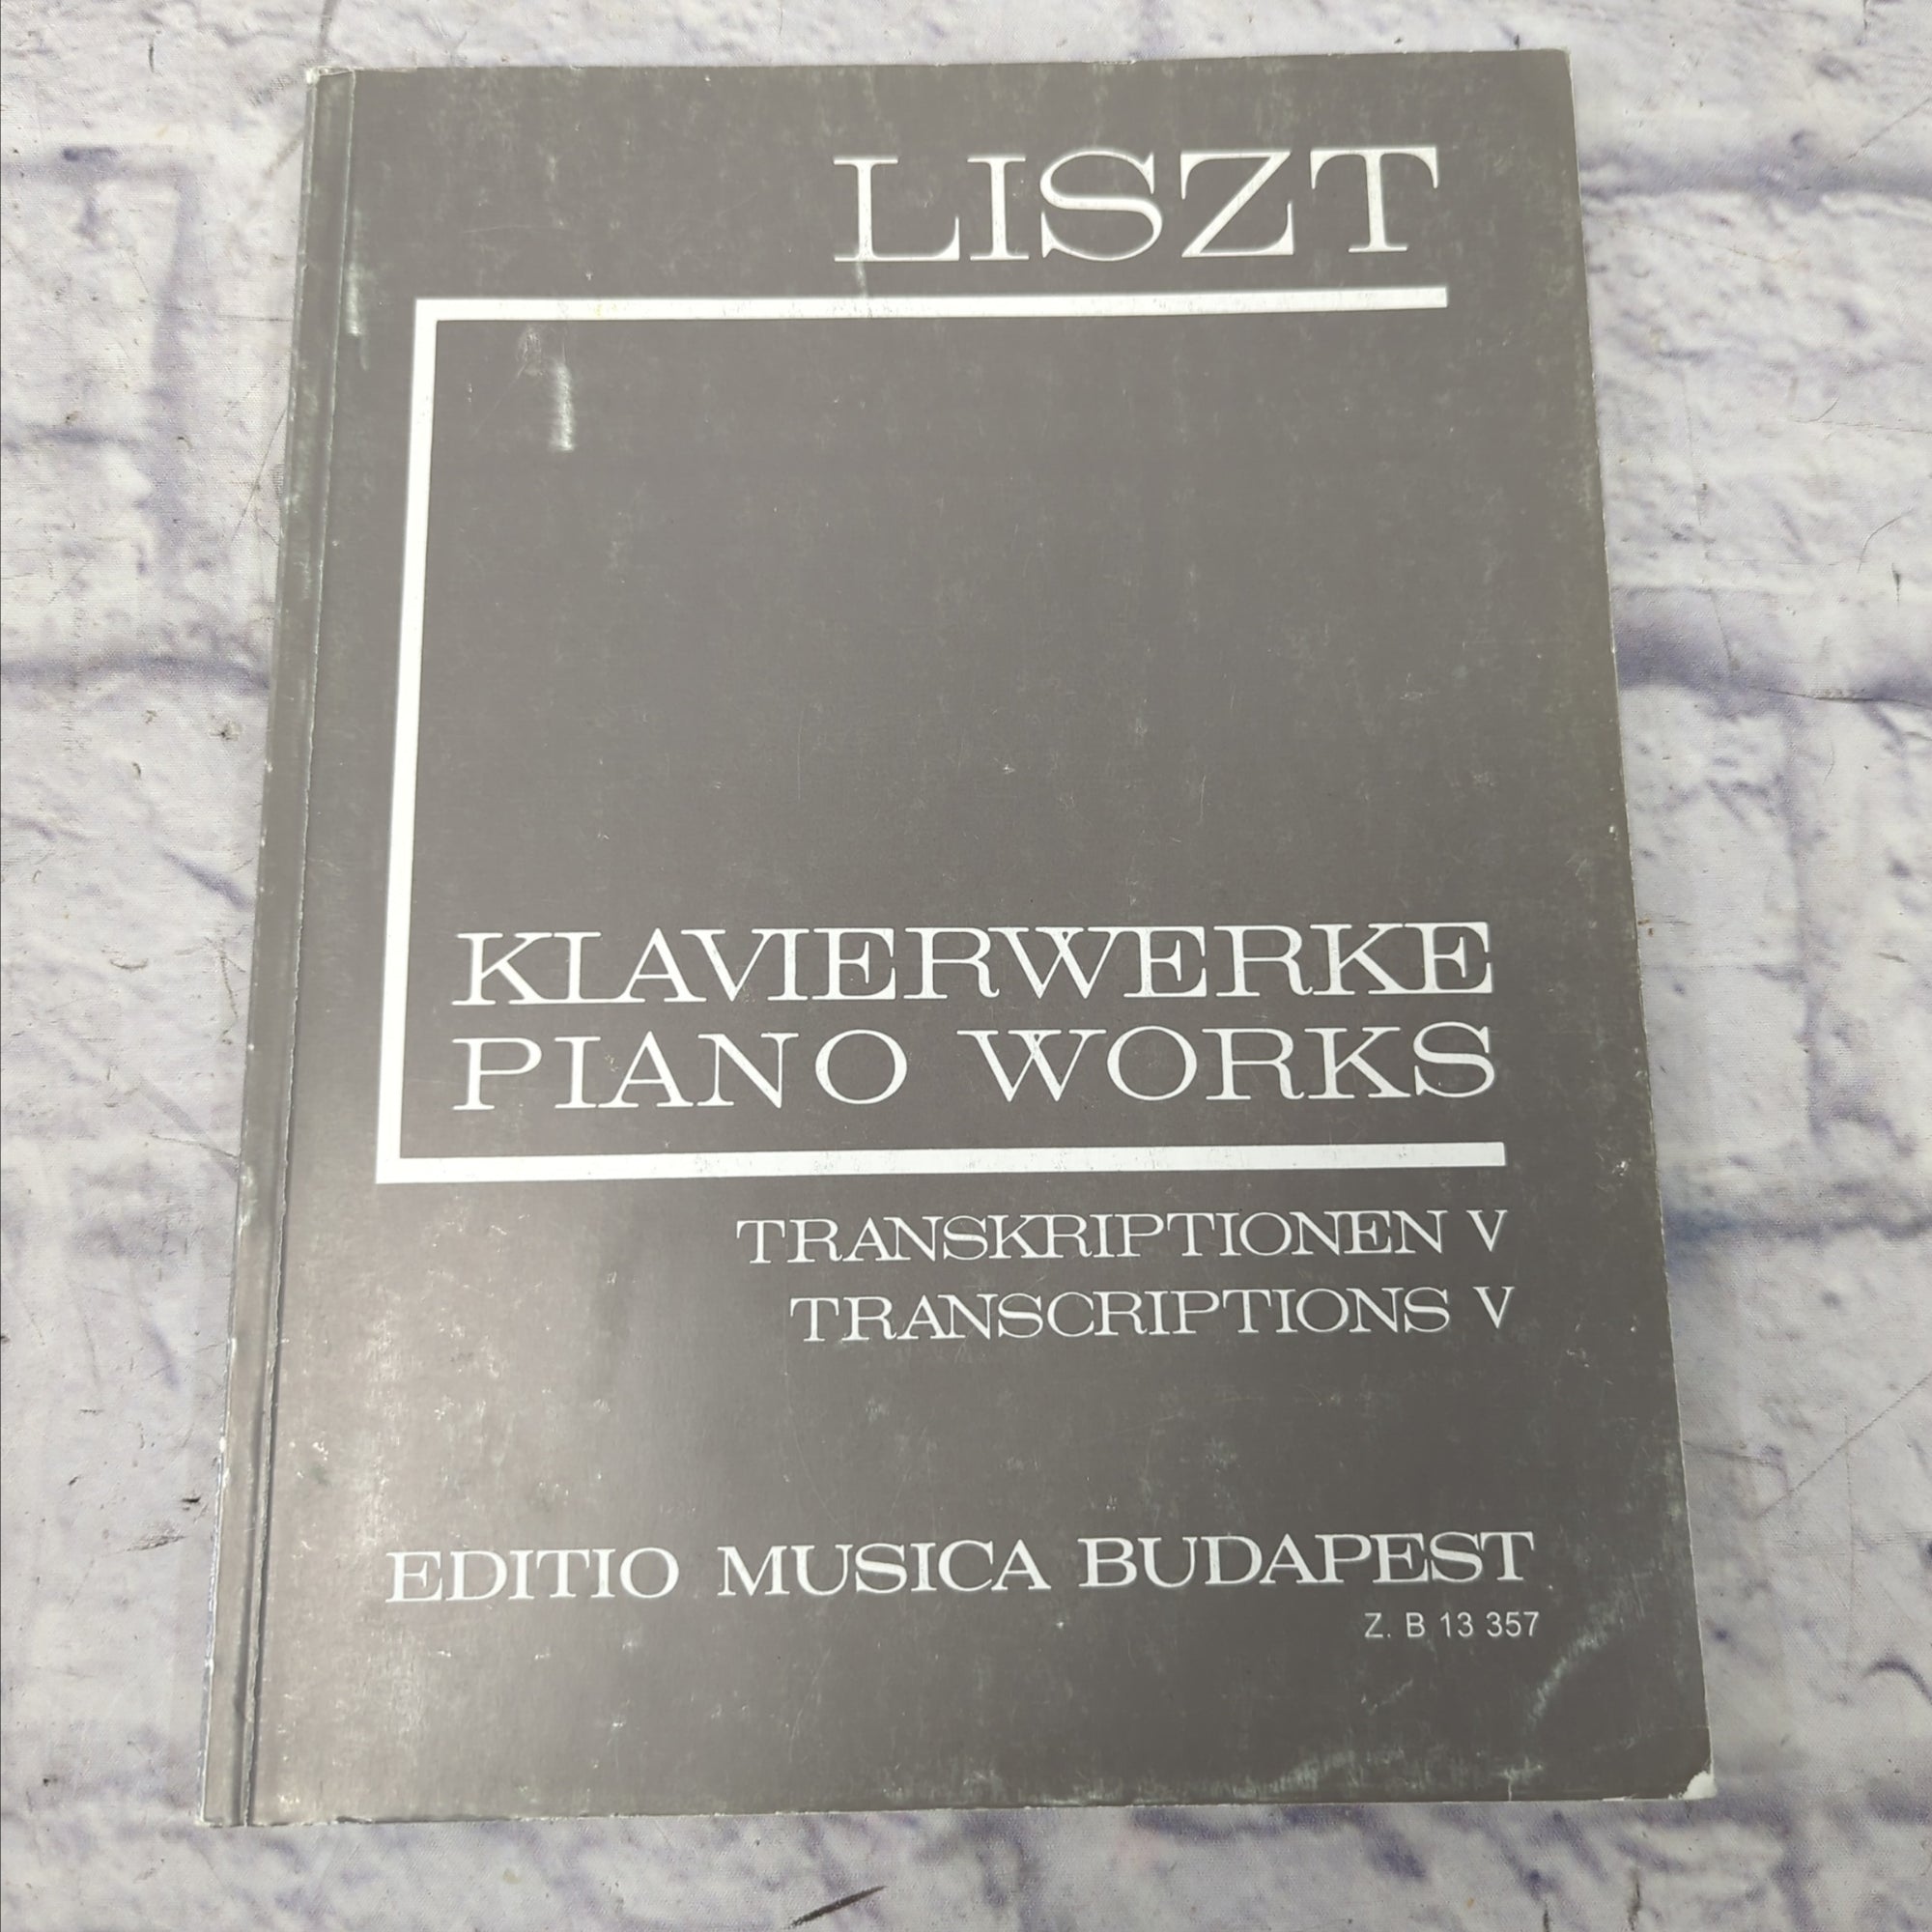 LISZT
KLAVIERWERKE
PIANO WORKS
TRANSKRIPTIONEN V
TRANSCRIPTIONS V
EDITIO MUSICA BUDAPEST
Z. B 13 357